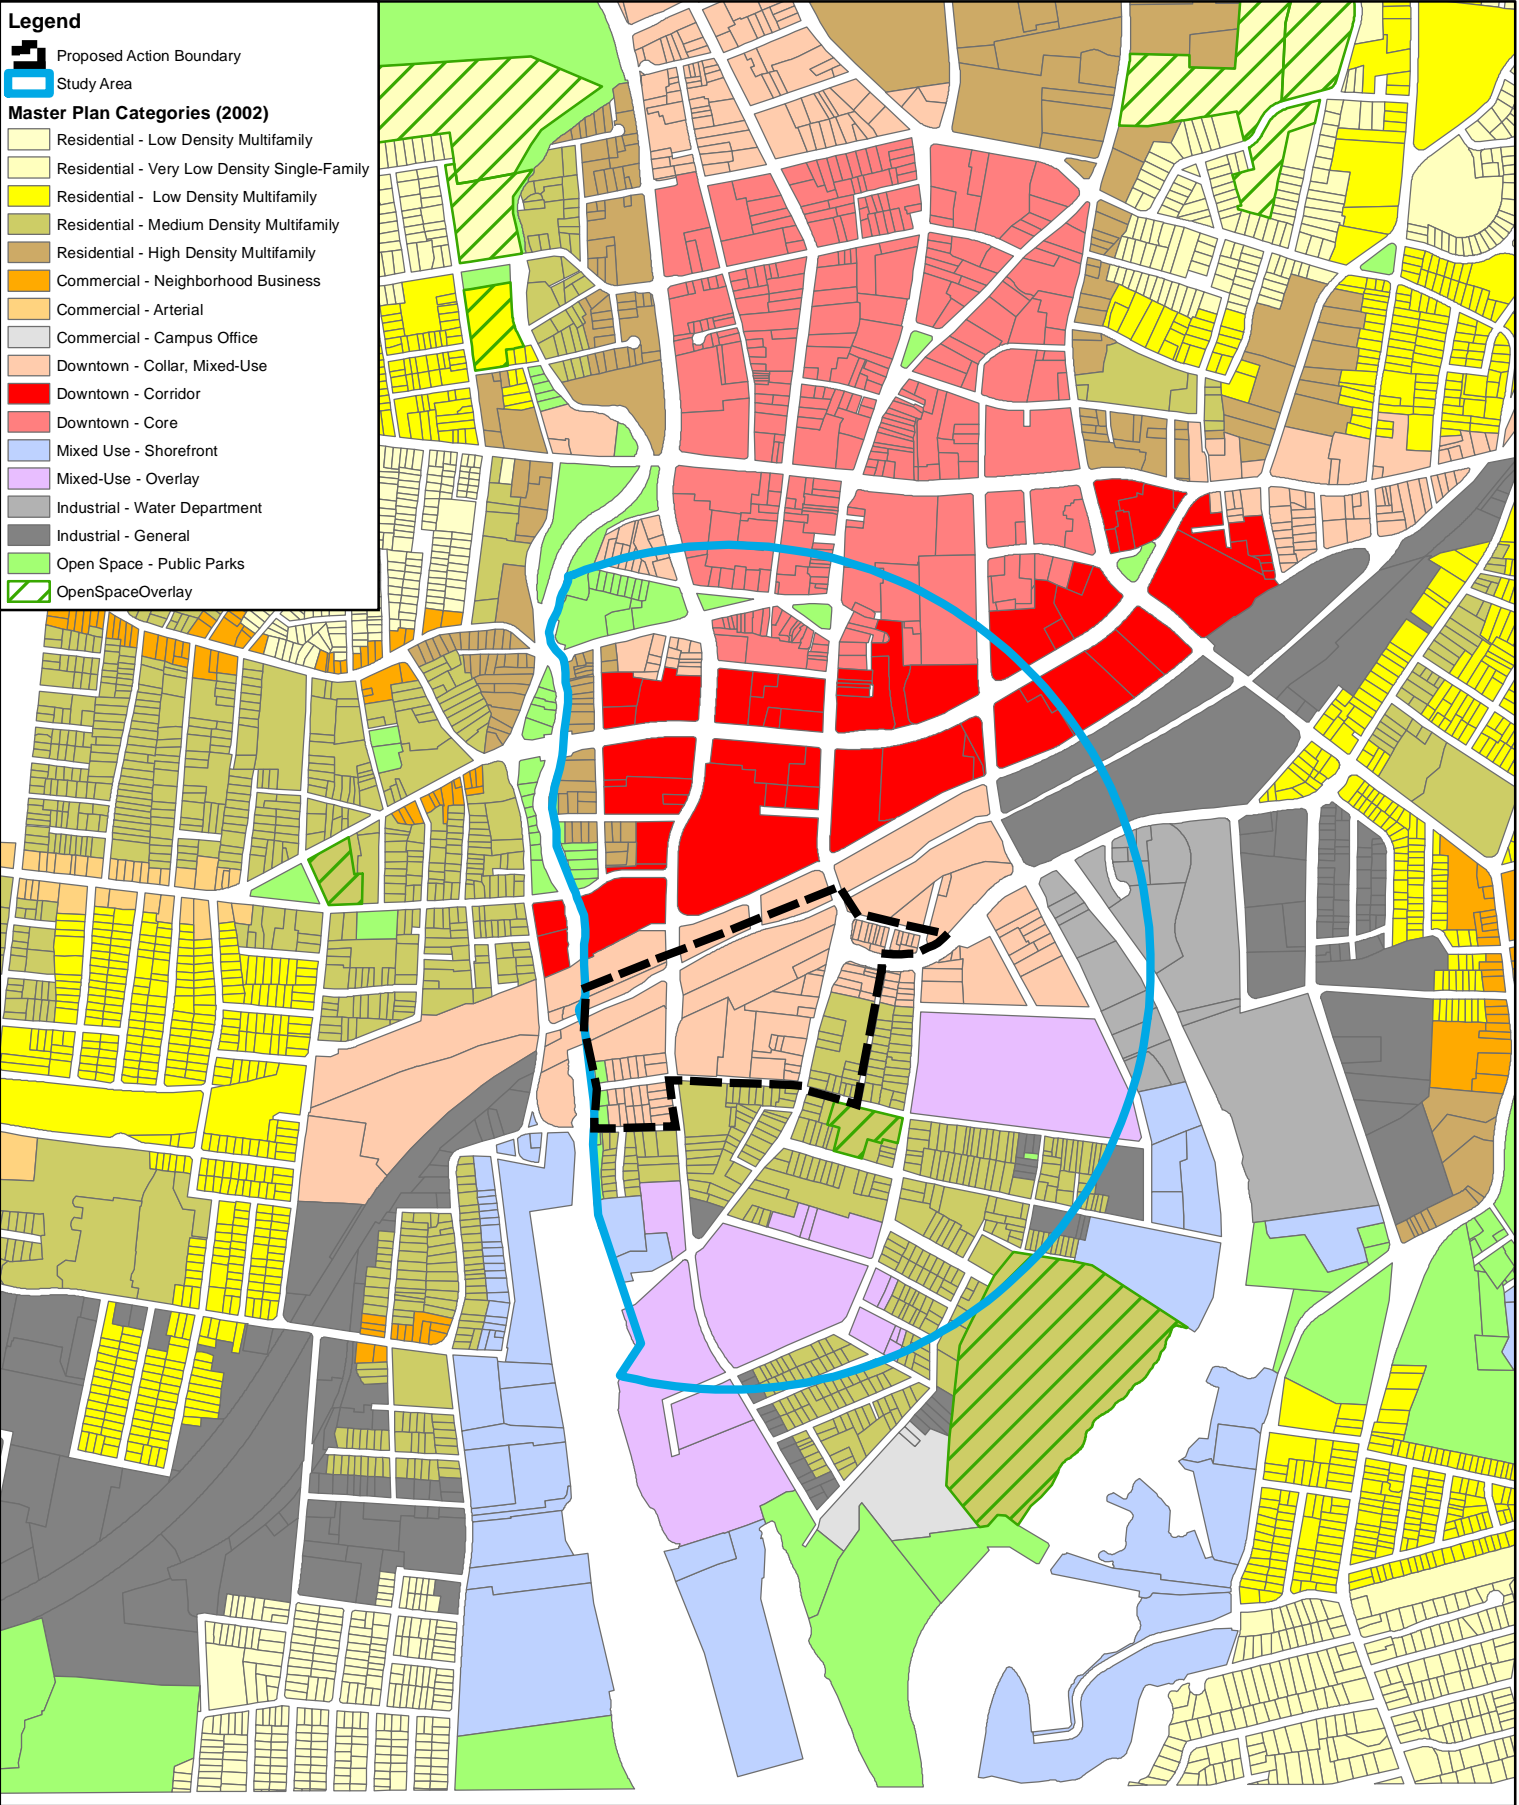 Legend
Proposed Action Boundary
Study Area
Master Plan Categories (2002)
Residential - Low Density Multifamily
Residential - Very Low Density Single-Family
Residential -  Low Density Multifamily
Residential - Medium Density Multifamily
Residential - High Density Multifamily
Commercial - Neighborhood Business
Commercial - Arterial
Commercial - Campus Office
Downtown - Collar, Mixed-Use
Downtown - Corridor
Downtown - Core
Mixed Use - Shorefront
Mixed-Use - Overlay
Industrial - Water Department
Industrial - General
Open Space - Public Parks
OpenSpaceOverlay